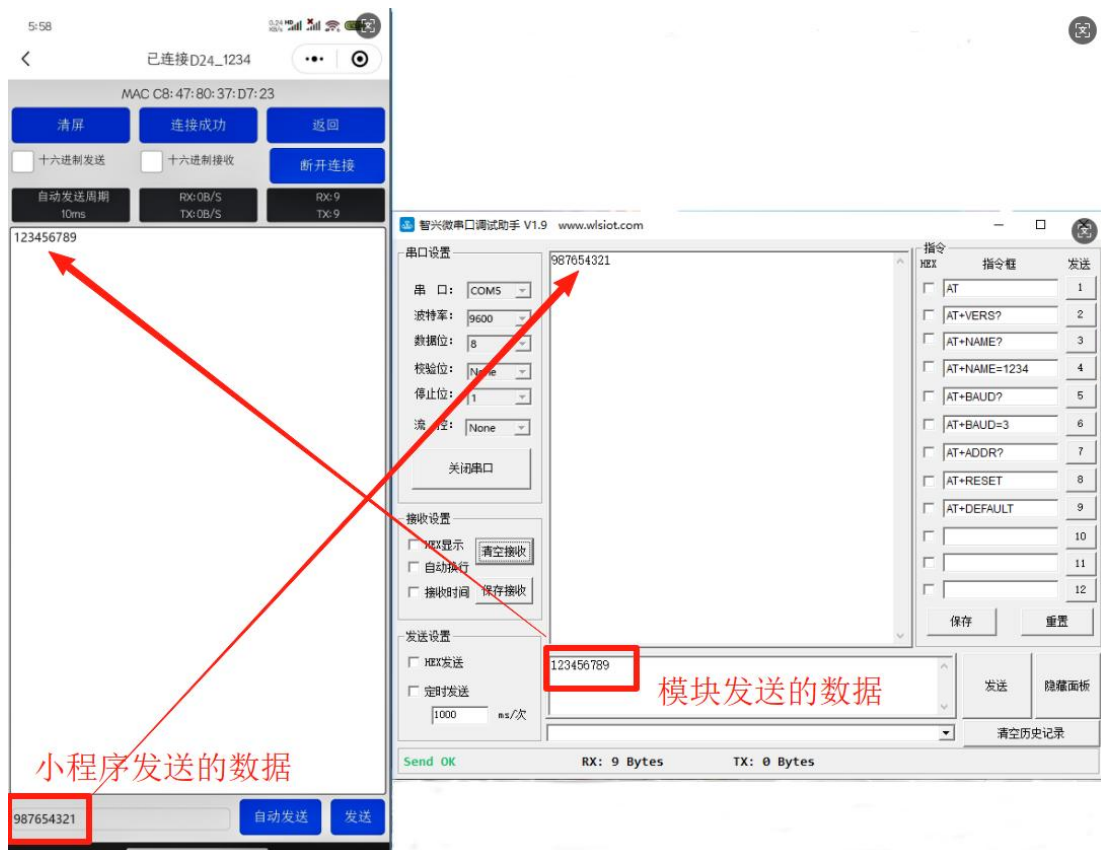 5:58
0.24 KB/s HD
已连接D24_1234
MAC C8:47:80:37:D7:23
清屏 连接成功 返回
十六进制发送 十六进制接收 断开连接
自动发送周期 RX:0B/S RX:9
10ms TX:0B/S TX:9
123456789
小程序发送的数据
987654321 自动发送 发送
智兴微串口调试助手 V1.9 www.wlsiot.com
串口设置
串 口: COM5
波特率: 9600
数据位: 8
校验位: None
停止位: 1
流 控: None
关闭串口
接收设置
HEX显示 清空接收
自动换行
接收时间 保存接收
发送设置
HEX发送
定时发送
1000 ms/次
987654321
123456789
模块发送的数据
指令
HEX 指令框 发送
AT 1
AT+VERS? 2
AT+NAME? 3
AT+NAME=1234 4
AT+BAUD? 5
AT+BAUD=3 6
AT+ADDR? 7
AT+RESET 8
AT+DEFAULT 9
10
11
12
保存 重置
发送 隐藏面板
清空历史记录
Send OK RX: 9 Bytes TX: 0 Bytes